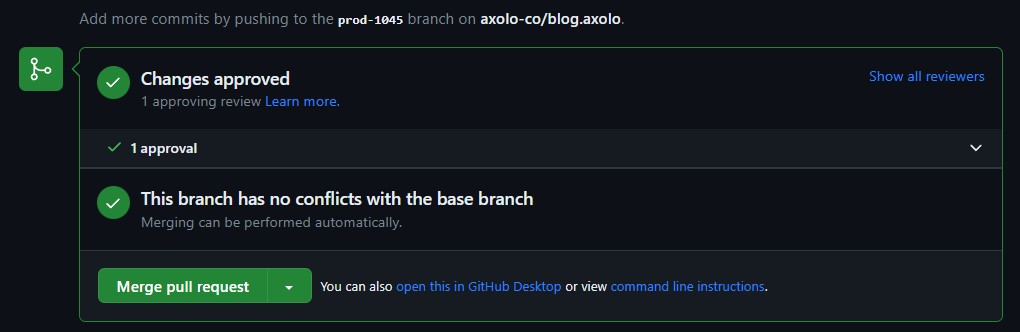 Add more commits by pushing to the prod-1045 branch on axolo-co/blog.axolo.
Changes approved
Show all reviewers
1 approving review Learn more.
1 approval
This branch has no conflicts with the base branch
Merging can be performed automatically.
Merge pull request
You can also open this in GitHub Desktop or view command line instructions.